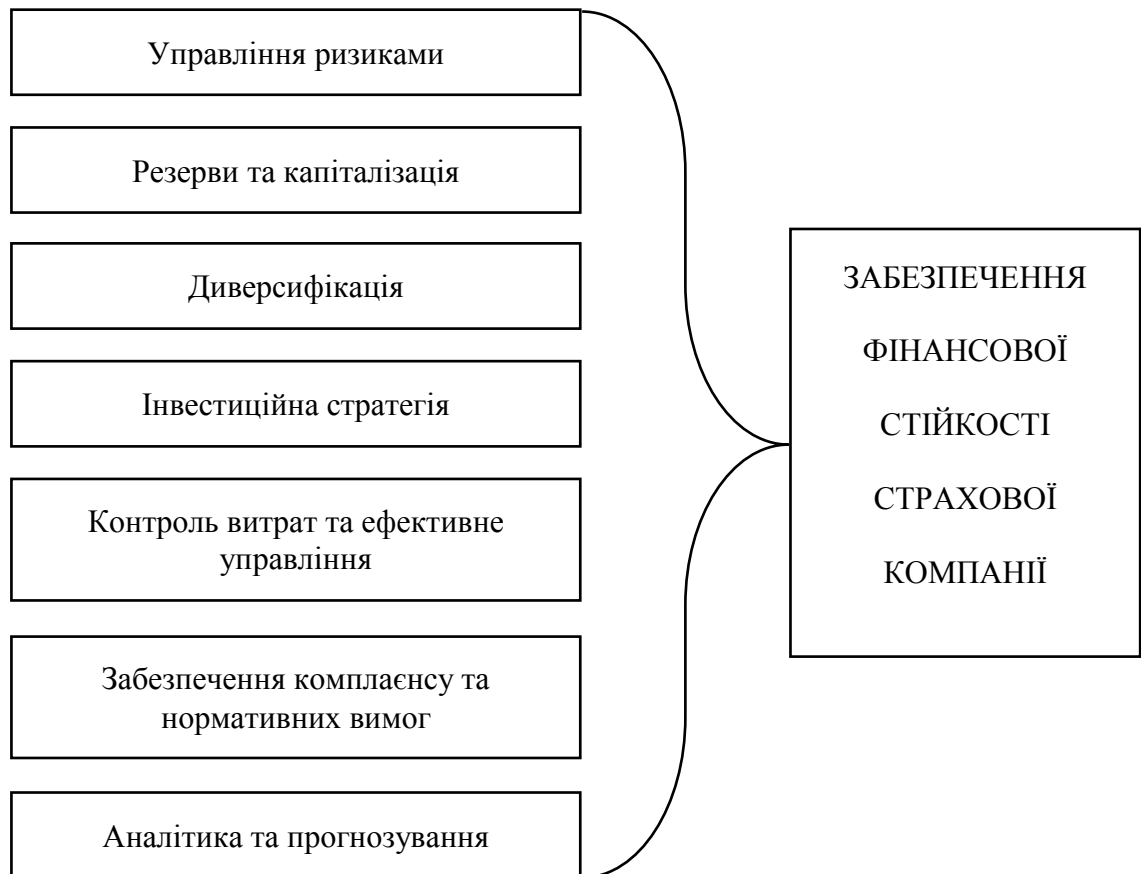 Управління ризиками
Резерви та капіталізація
Диверсифікація
Інвестиційна стратегія
Контроль витрат та ефективне
управління
Забезпечення комплаєнсу та
нормативних вимог
Аналітика та прогнозування
ЗАБЕЗПЕЧЕННЯ
ФІНАНСОВОЇ
СТІЙКОСТІ
СТРАХОВОЇ
КОМПАНІЇ